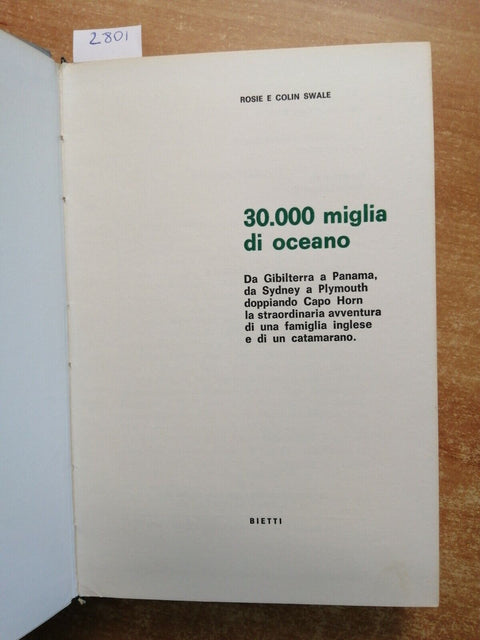 2801
ROSIE E COLIN SWALE
30.000 miglia
di oceano
Da Gibilterra a Panama,
da Sydney a Plymouth
doppiando Capo Horn
la straordinaria avventura
di una famiglia inglese
e di un catamarano.
BIETTI